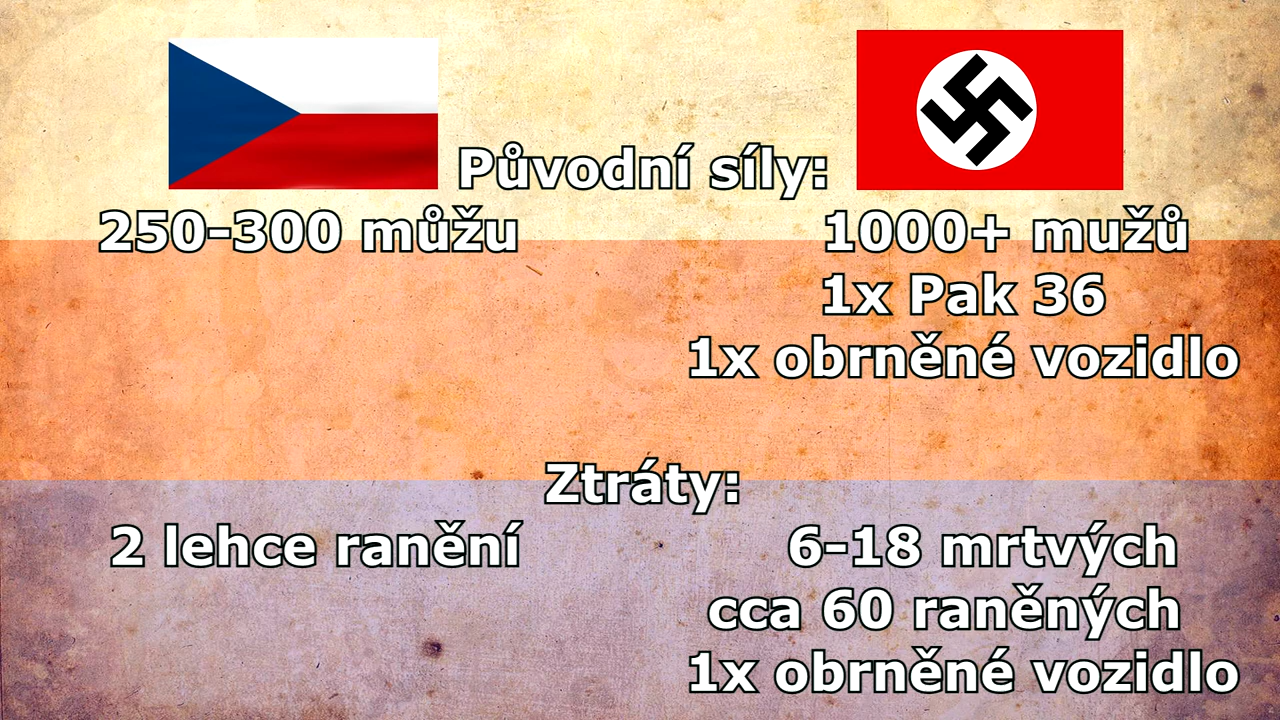 Původní síly:
250-300 můžu
1000+ mužů
1x Pak 36
1x obrněné vozidlo
Ztráty:
2 lehce ranění
6-18 mrtvých
cca 60 raněných
1x obrněné vozidlo